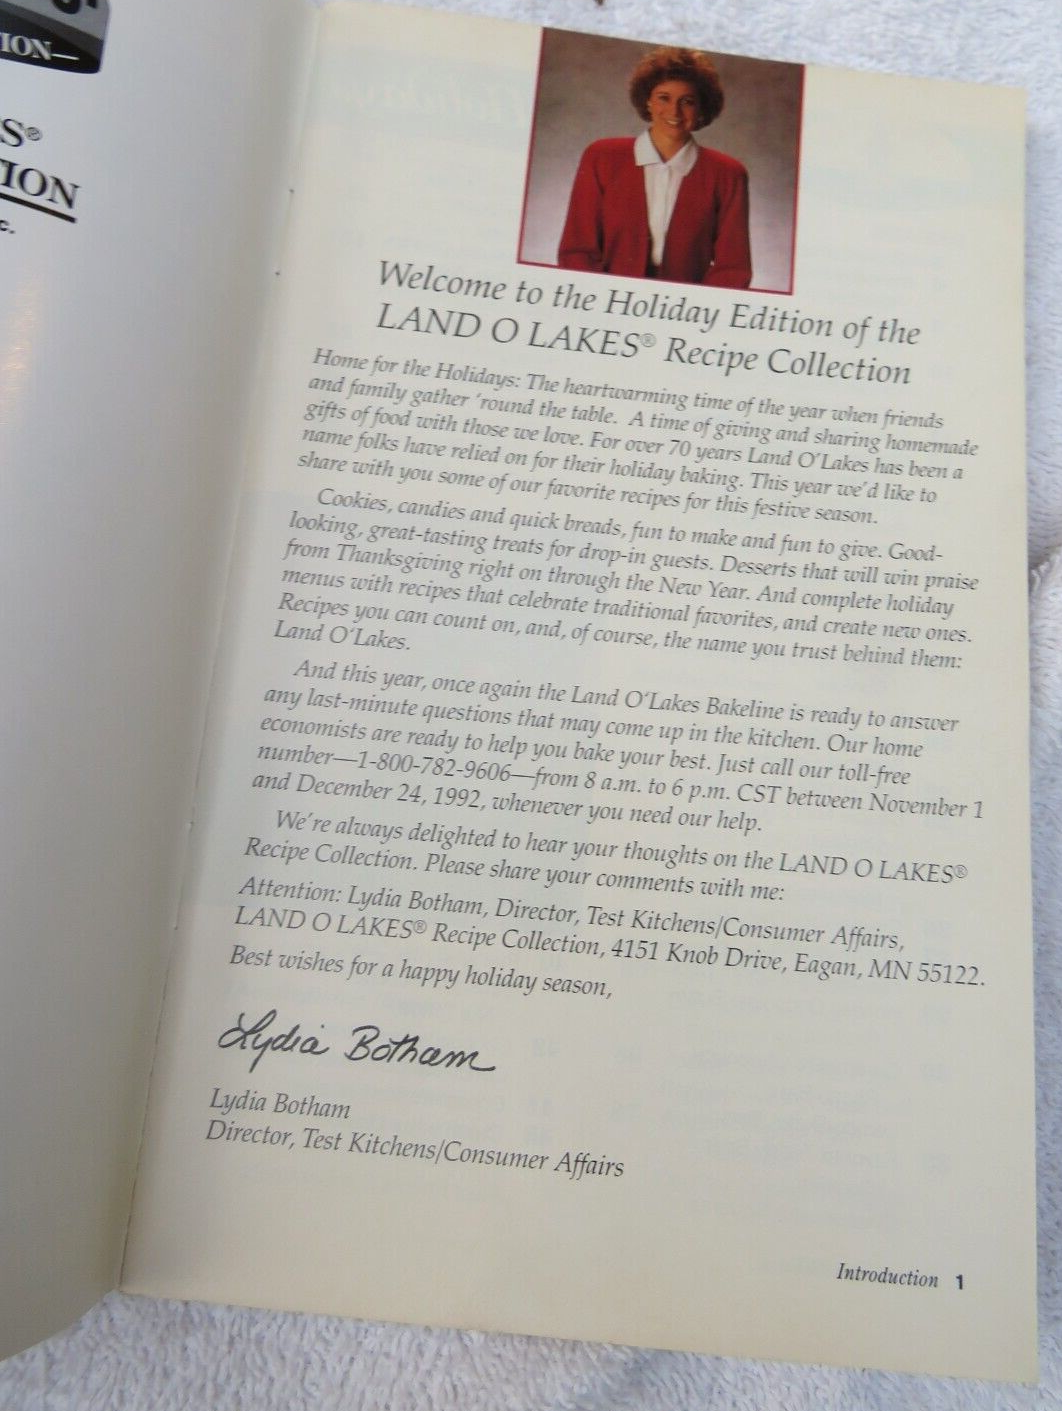 ION—
S®
TION
c.
Welcome to the Holiday Edition of the
LAND O LAKES® Recipe Collection
Home for the Holidays: The heartwarming time of the year when friends
and family gather ’round the table. A time of giving and sharing homemade
gifts of food with those we love. For over 70 years Land O’Lakes has been a
name folks have relied on for their holiday baking. This year we’d like to
share with you some of our favorite recipes for this festive season.
Cookies, candies and quick breads, fun to make and fun to give. Good-
looking, great-tasting treats for drop-in guests. Desserts that will win praise
from Thanksgiving right on through the New Year. And complete holiday
menus with recipes that celebrate traditional favorites, and create new ones.
Recipes you can count on, and, of course, the name you trust behind them:
Land O’Lakes.
And this year, once again the Land O’Lakes Bakeline is ready to answer
any last-minute questions that may come up in the kitchen. Our home
economists are ready to help you bake your best. Just call our toll-free
number—1-800-782-9606—from 8 a.m. to 6 p.m. CST between November 1
and December 24, 1992, whenever you need our help.
We’re always delighted to hear your thoughts on the LAND O LAKES®
Recipe Collection. Please share your comments with me:
Attention: Lydia Botham, Director, Test Kitchens/Consumer Affairs,
LAND O LAKES® Recipe Collection, 4151 Knob Drive, Eagan, MN 55122.
Best wishes for a happy holiday season,
Lydia Botham
Lydia Botham
Director, Test Kitchens/Consumer Affairs
Introduction 1